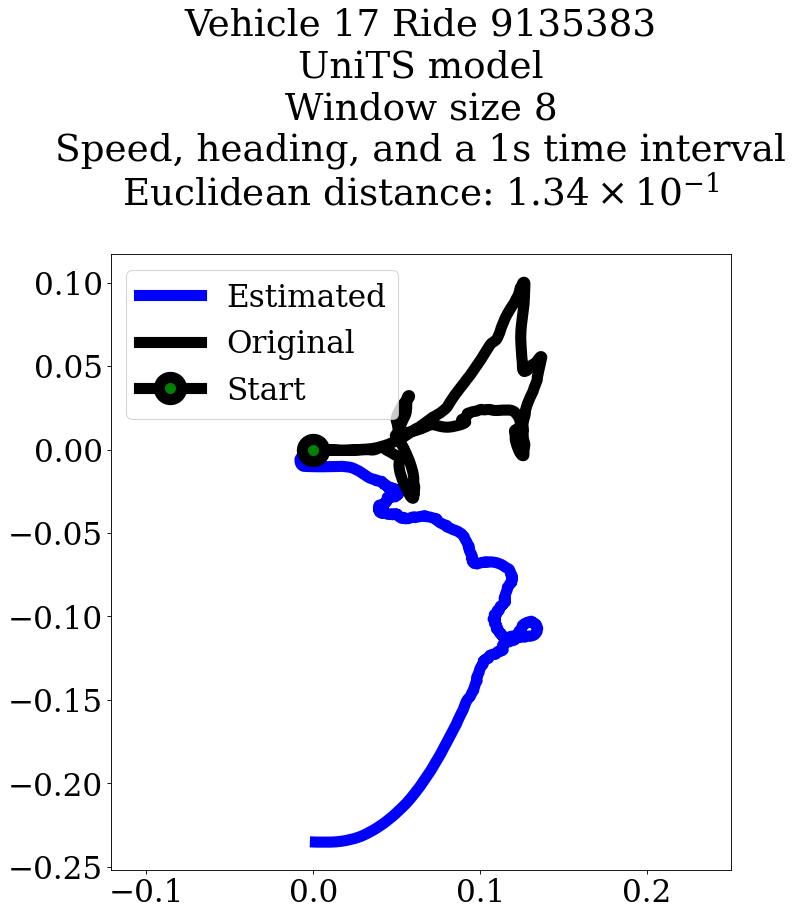 Vehicle 17 Ride 9135383
UniTS model
Window size 8
Speed, heading, and a 1s time interval
Euclidean distance: 1.34 × 10⁻¹
Estimated
Original
Start
0.10
0.05
0.00
−0.05
−0.10
−0.15
−0.20
−0.25
−0.1 0.0 0.1 0.2